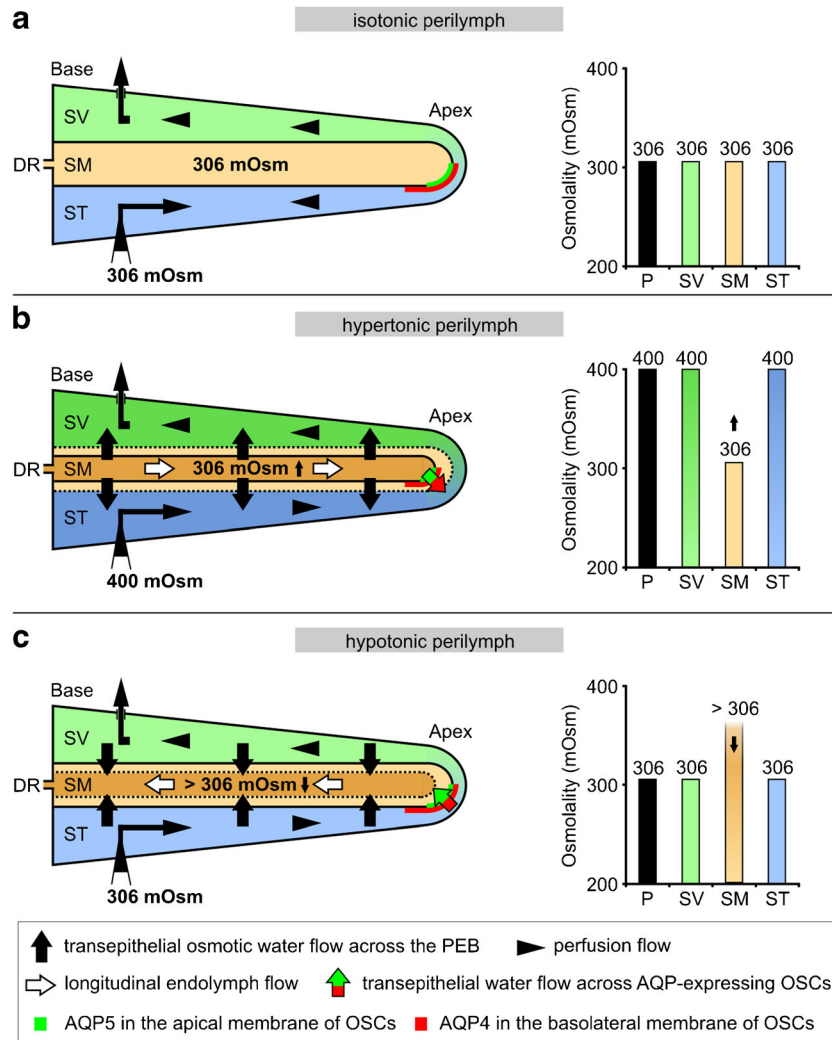 a
isotonic perilymph
Base
Apex
SV
DR
SM
306 mOsm
ST
306 mOsm
Osmolality (mOsm)
400
300
200
306 306 306 306
P SV SM ST
b
hypertonic perilymph
Base
Apex
SV
DR
SM
306 mOsm
ST
400 mOsm
Osmolality (mOsm)
400
300
200
400 400 306 400
P SV SM ST
c
hypotonic perilymph
Base
Apex
SV
DR
SM
> 306 mOsm
ST
306 mOsm
Osmolality (mOsm)
400
300
200
306 306 > 306 306
P SV SM ST
transepithelial osmotic water flow across the PEB
perfusion flow
longitudinal endolymph flow
transepithelial water flow across AQP-expressing OSCs
AQP5 in the apical membrane of OSCs
AQP4 in the basolateral membrane of OSCs